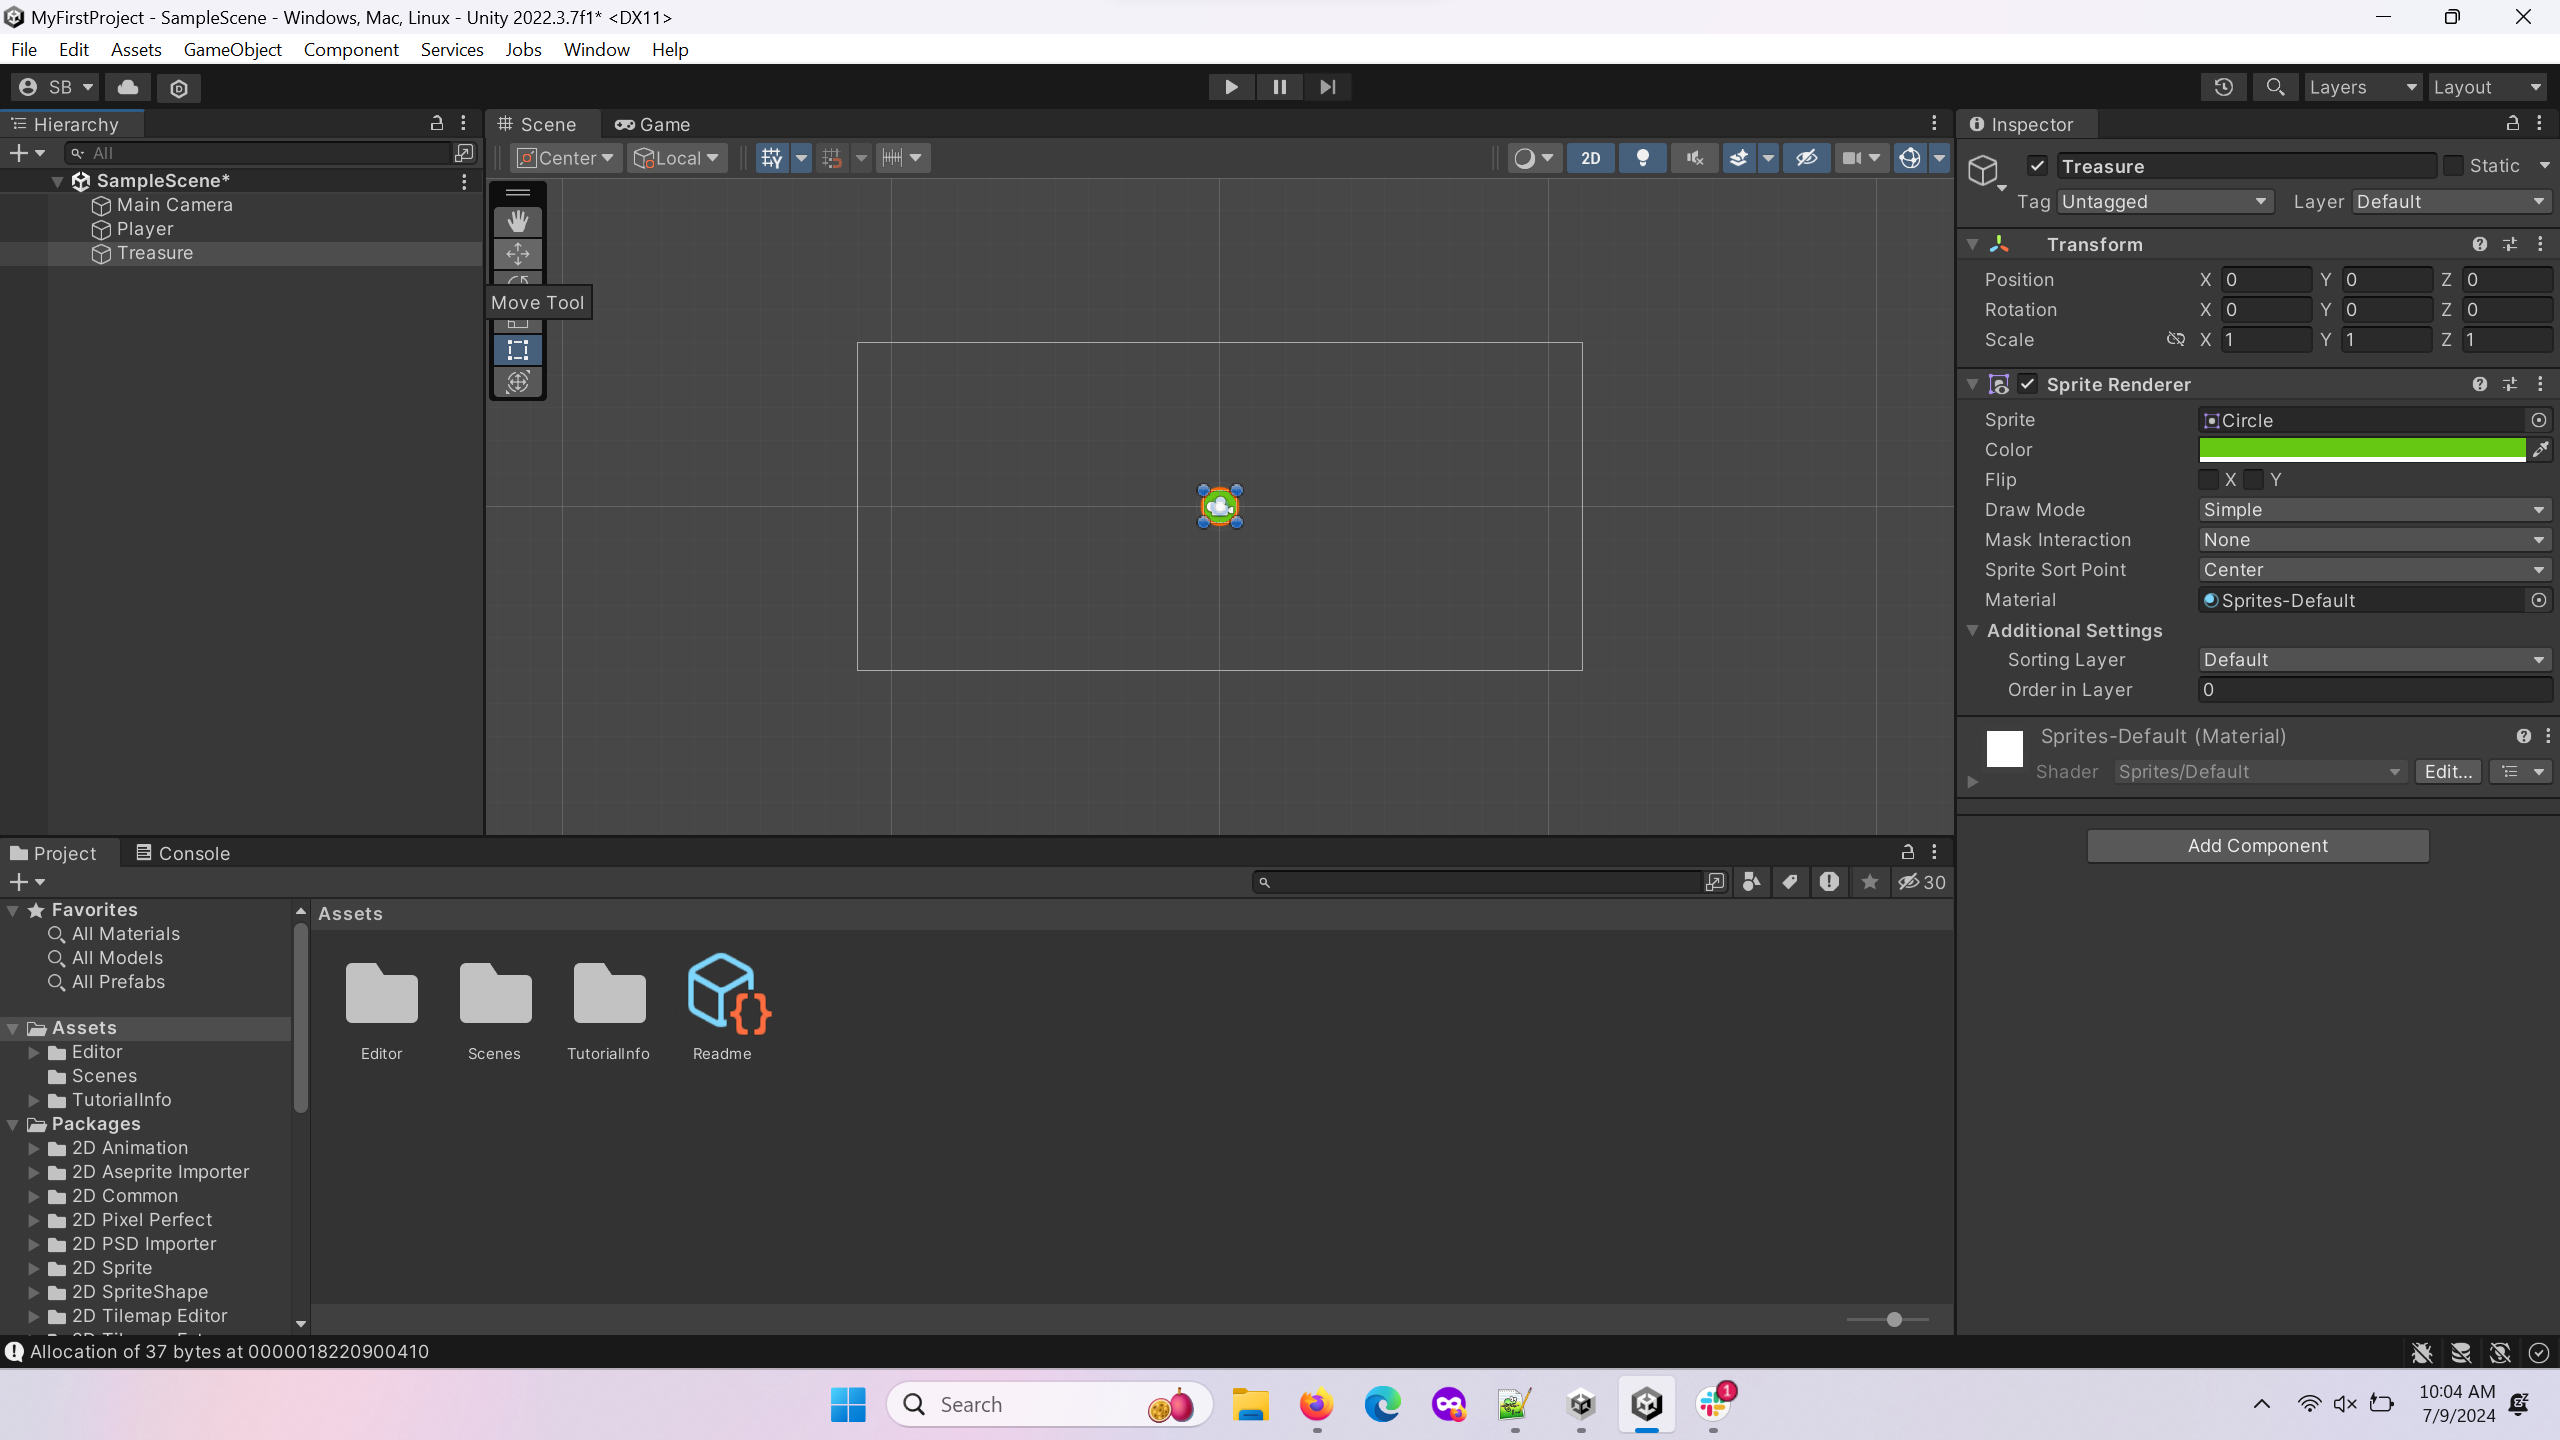 MyFirstProject - SampleScene - Windows, Mac, Linux - Unity 2022.3.7f1* <DX11>
File Edit Assets GameObject Component Services Jobs Window Help
SB
Layers
Layout
Hierarchy
Scene
Game
Inspector
All
Center
Local
2D
SampleScene*
Main Camera
Player
Treasure
Move Tool
Treasure
Static
Tag Untagged
Layer Default
Transform
Position X 0 Y 0 Z 0
Rotation X 0 Y 0 Z 0
Scale X 1 Y 1 Z 1
Sprite Renderer
Sprite Circle
Color
Flip X Y
Draw Mode Simple
Mask Interaction None
Sprite Sort Point Center
Material Sprites-Default
Additional Settings
Sorting Layer Default
Order in Layer 0
Sprites-Default (Material)
Shader Sprites/Default Edit...
Add Component
Project
Console
30
Favorites
All Materials
All Models
All Prefabs
Assets
Editor
Scenes
TutorialInfo
Packages
2D Animation
2D Aseprite Importer
2D Common
2D Pixel Perfect
2D PSD Importer
2D Sprite
2D SpriteShape
2D Tilemap Editor
Assets
Editor
Scenes
TutorialInfo
Readme
Allocation of 37 bytes at 0000018220900410
Search
1
10:04 AM
7/9/2024